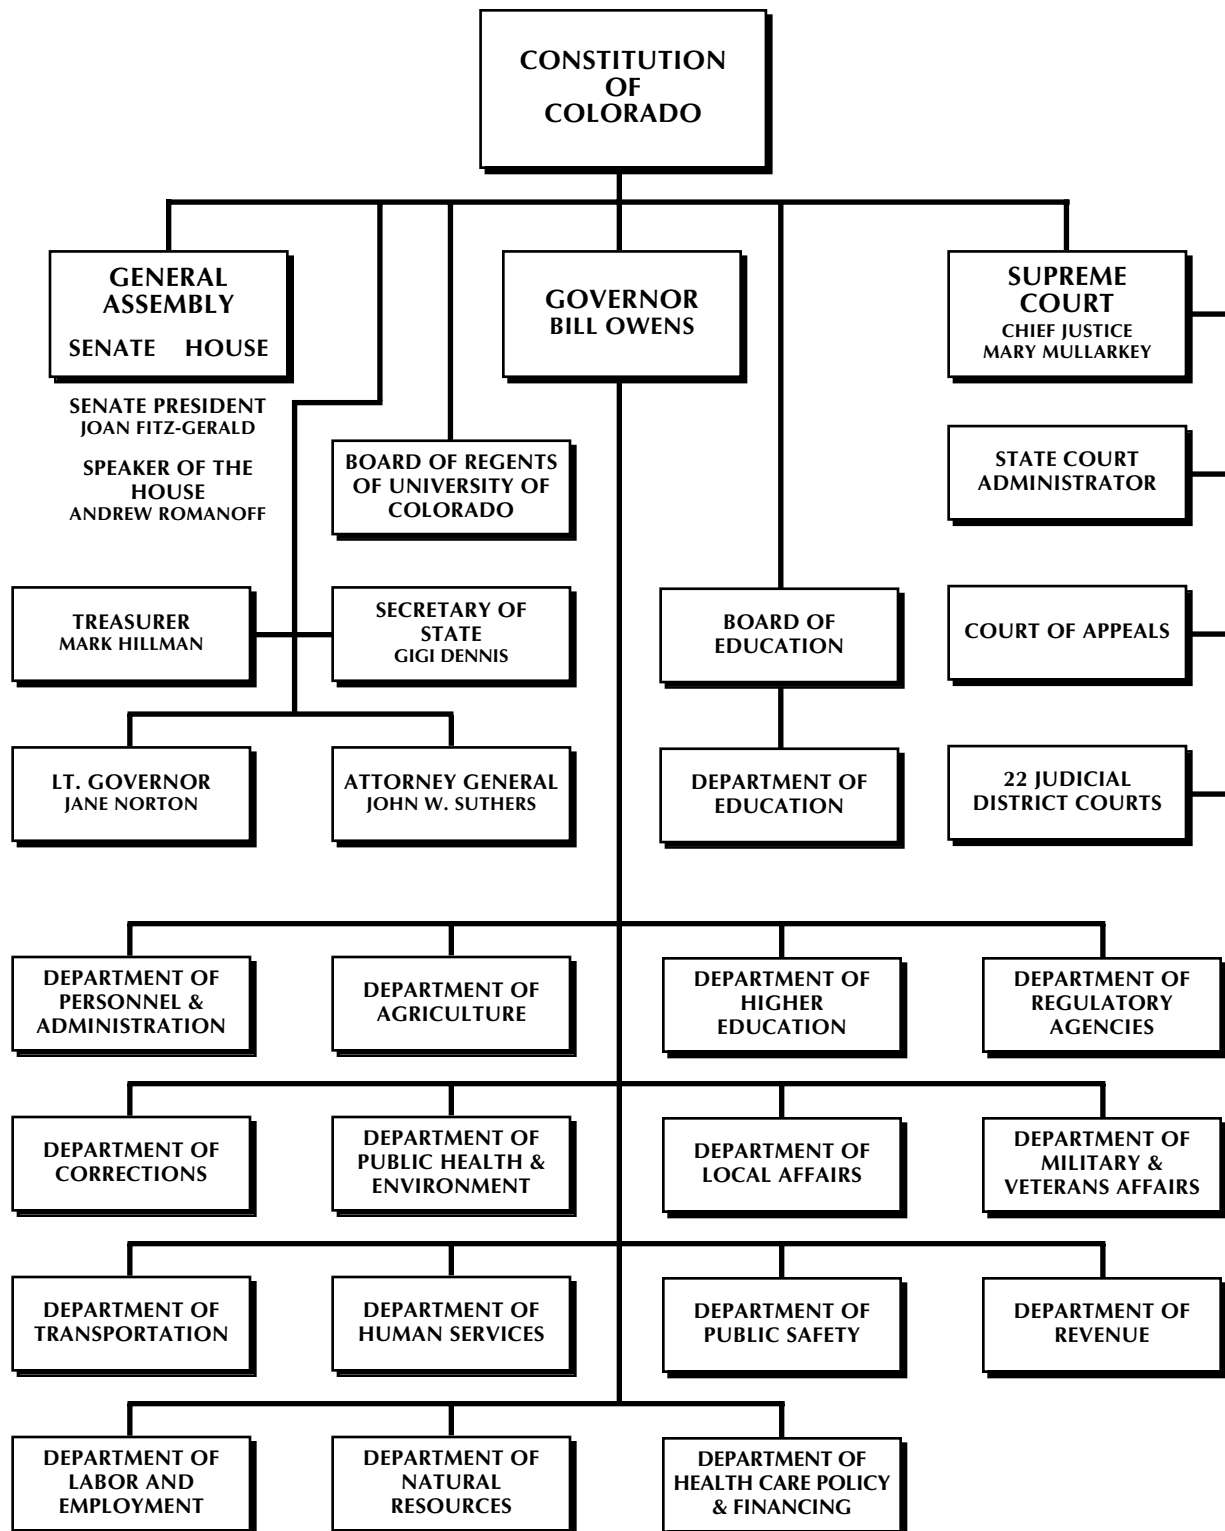 CONSTITUTION
OF
COLORADO
GENERAL
ASSEMBLY
SENATE HOUSE
GOVERNOR
BILL OWENS
SUPREME
COURT
CHIEF JUSTICE
MARY MULLARKEY
SENATE PRESIDENT
JOAN FITZ-GERALD
SPEAKER OF THE
HOUSE
ANDREW ROMANOFF
BOARD OF REGENTS
OF UNIVERSITY OF
COLORADO
STATE COURT
ADMINISTRATOR
TREASURER
MARK HILLMAN
SECRETARY OF
STATE
GIGI DENNIS
BOARD OF
EDUCATION
COURT OF APPEALS
LT. GOVERNOR
JANE NORTON
ATTORNEY GENERAL
JOHN W. SUTHERS
DEPARTMENT OF
EDUCATION
22 JUDICIAL
DISTRICT COURTS
DEPARTMENT OF
PERSONNEL &
ADMINISTRATION
DEPARTMENT OF
AGRICULTURE
DEPARTMENT OF
HIGHER
EDUCATION
DEPARTMENT OF
REGULATORY
AGENCIES
DEPARTMENT OF
CORRECTIONS
DEPARTMENT OF
PUBLIC HEALTH &
ENVIRONMENT
DEPARTMENT OF
LOCAL AFFAIRS
DEPARTMENT OF
MILITARY &
VETERANS AFFAIRS
DEPARTMENT OF
TRANSPORTATION
DEPARTMENT OF
HUMAN SERVICES
DEPARTMENT OF
PUBLIC SAFETY
DEPARTMENT OF
REVENUE
DEPARTMENT OF
LABOR AND
EMPLOYMENT
DEPARTMENT OF
NATURAL
RESOURCES
DEPARTMENT OF
HEALTH CARE POLICY
& FINANCING